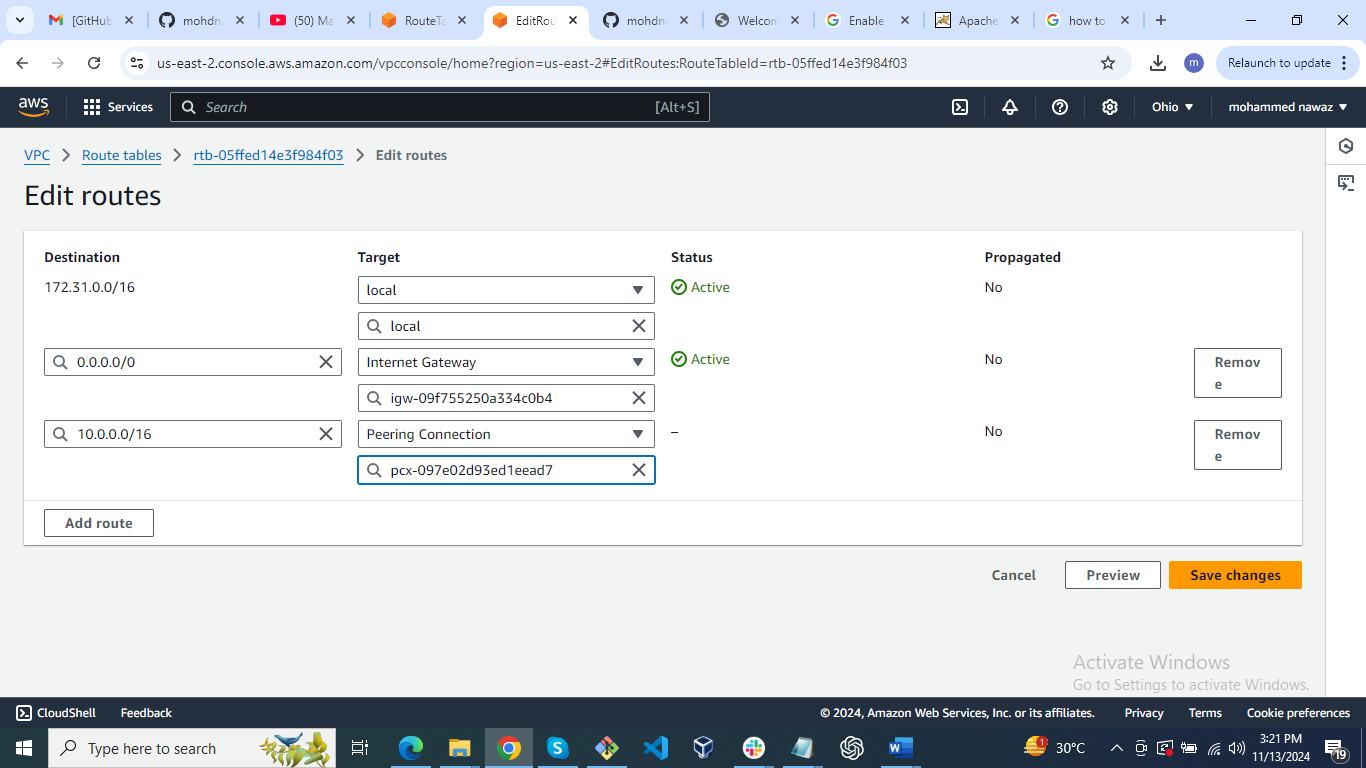 [GitHub
mohdn
(50) Ma
RouteTa
EditRou
mohdn
Welcom
Enable
Apache
how to
us-east-2.console.aws.amazon.com/vpcconsole/home?region=us-east-2#EditRoutes:RouteTableId=rtb-05ffed14e3f984f03
m
Relaunch to update
aws
Services
Search
[Alt+S]
Ohio
mohammed nawaz
VPC
Route tables
rtb-05ffed14e3f984f03
Edit routes
Edit routes
Destination
Target
Status
Propagated
172.31.0.0/16
local
Active
No
local
0.0.0.0/0
Internet Gateway
Active
No
Remov
e
igw-09f755250a334c0b4
10.0.0.0/16
Peering Connection
–
No
Remov
e
pcx-097e02d93ed1eead7
Add route
Cancel
Preview
Save changes
Activate Windows
Go to Settings to activate Windows.
CloudShell
Feedback
© 2024, Amazon Web Services, Inc. or its affiliates.
Privacy
Terms
Cookie preferences
Type here to search
1
30°C
3:21 PM
11/13/2024
19